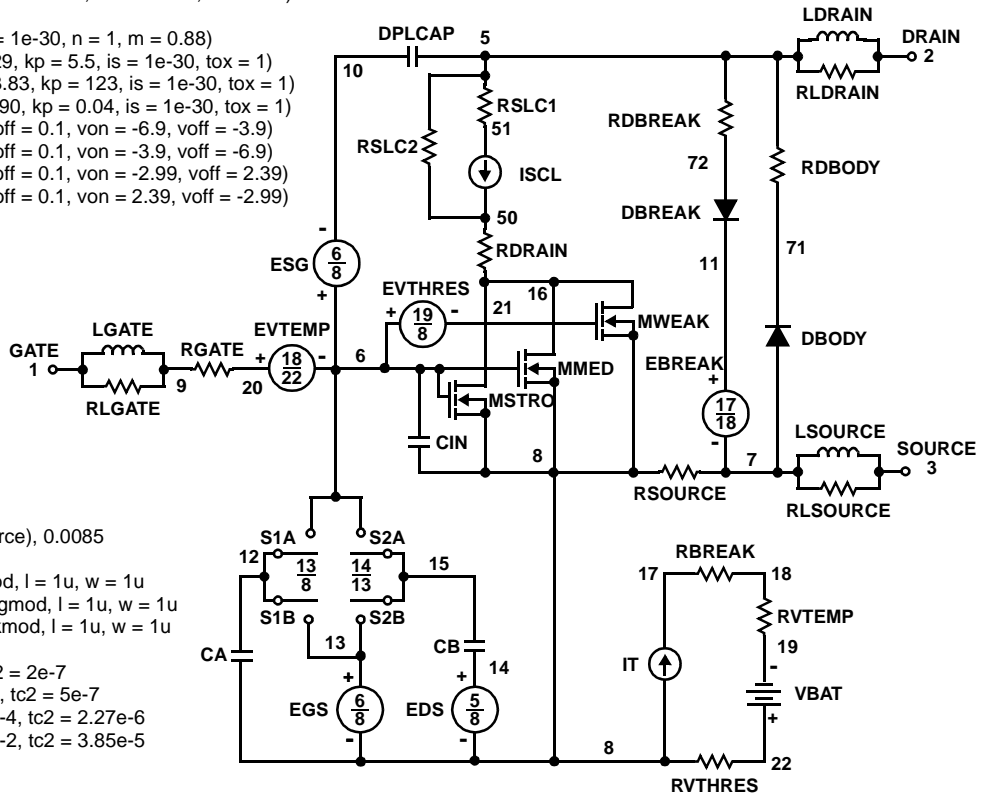 = 1e-30, n = 1, m = 0.88)
kp = 5.5, is = 1e-30, tox = 1)
kp = 123, is = 1e-30, tox = 1)
90, kp = 0.04, is = 1e-30, tox = 1)
off = 0.1, von = -6.9, voff = -3.9)
off = 0.1, von = -3.9, voff = -6.9)
off = 0.1, von = -2.99, voff = 2.39)
off = 0.1, von = 2.39, voff = -2.99)
LDRAIN
DPLCAP 5
DRAIN
2
10
RLDRAIN
RSLC1
51
RDBREAK
RSLC2
72
RDBODY
ISCL
DBREAK
50
RDRAIN
71
-
ESG 6 8
+
11
EVTHRES
16
21
+ 19 8 -
MWEAK
LGATE
EVTEMP
GATE
1
RGATE
+ 18 22 -
6
EBREAK
DBODY
MMED
9
20
MSTRO
+
17 18
-
RLGATE
LSOURCE
CIN
8
7
SOURCE
3
RSOURCE
RLSOURCE
rce), 0.0085
S1A
S2A
12
13 8
14 13
15
RBREAK
17
18
od, l = 1u, w = 1u
gmod, l = 1u, w = 1u
kmod, l = 1u, w = 1u
S1B
S2B
RVTEMP
13
CB
19
CA
14
IT
-
VBAT
+
2 = 2e-7
, tc2 = 5e-7
-4, tc2 = 2.27e-6
-2, tc2 = 3.85e-5
+
EGS 6 8
-
+
EDS 5 8
-
8
22
RVTHRES